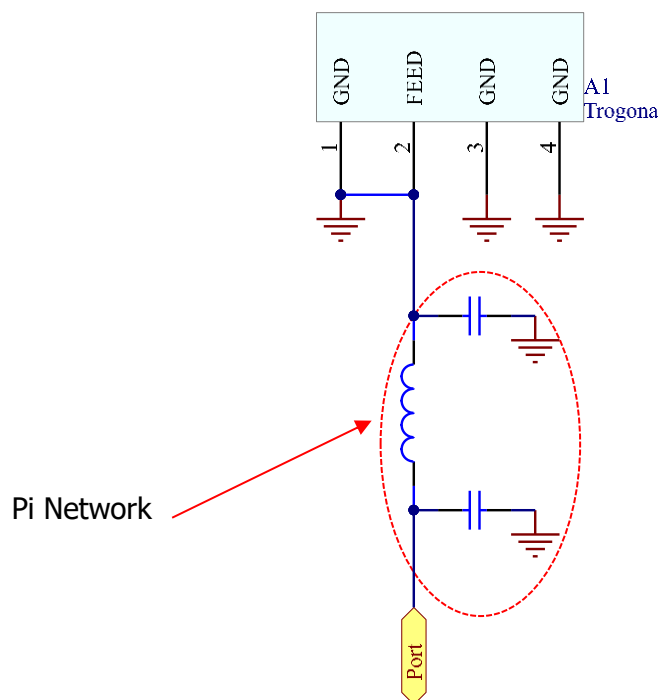 GND
FEED
GND
GND
A1
Trogona
1
2
3
4
Pi Network
Port